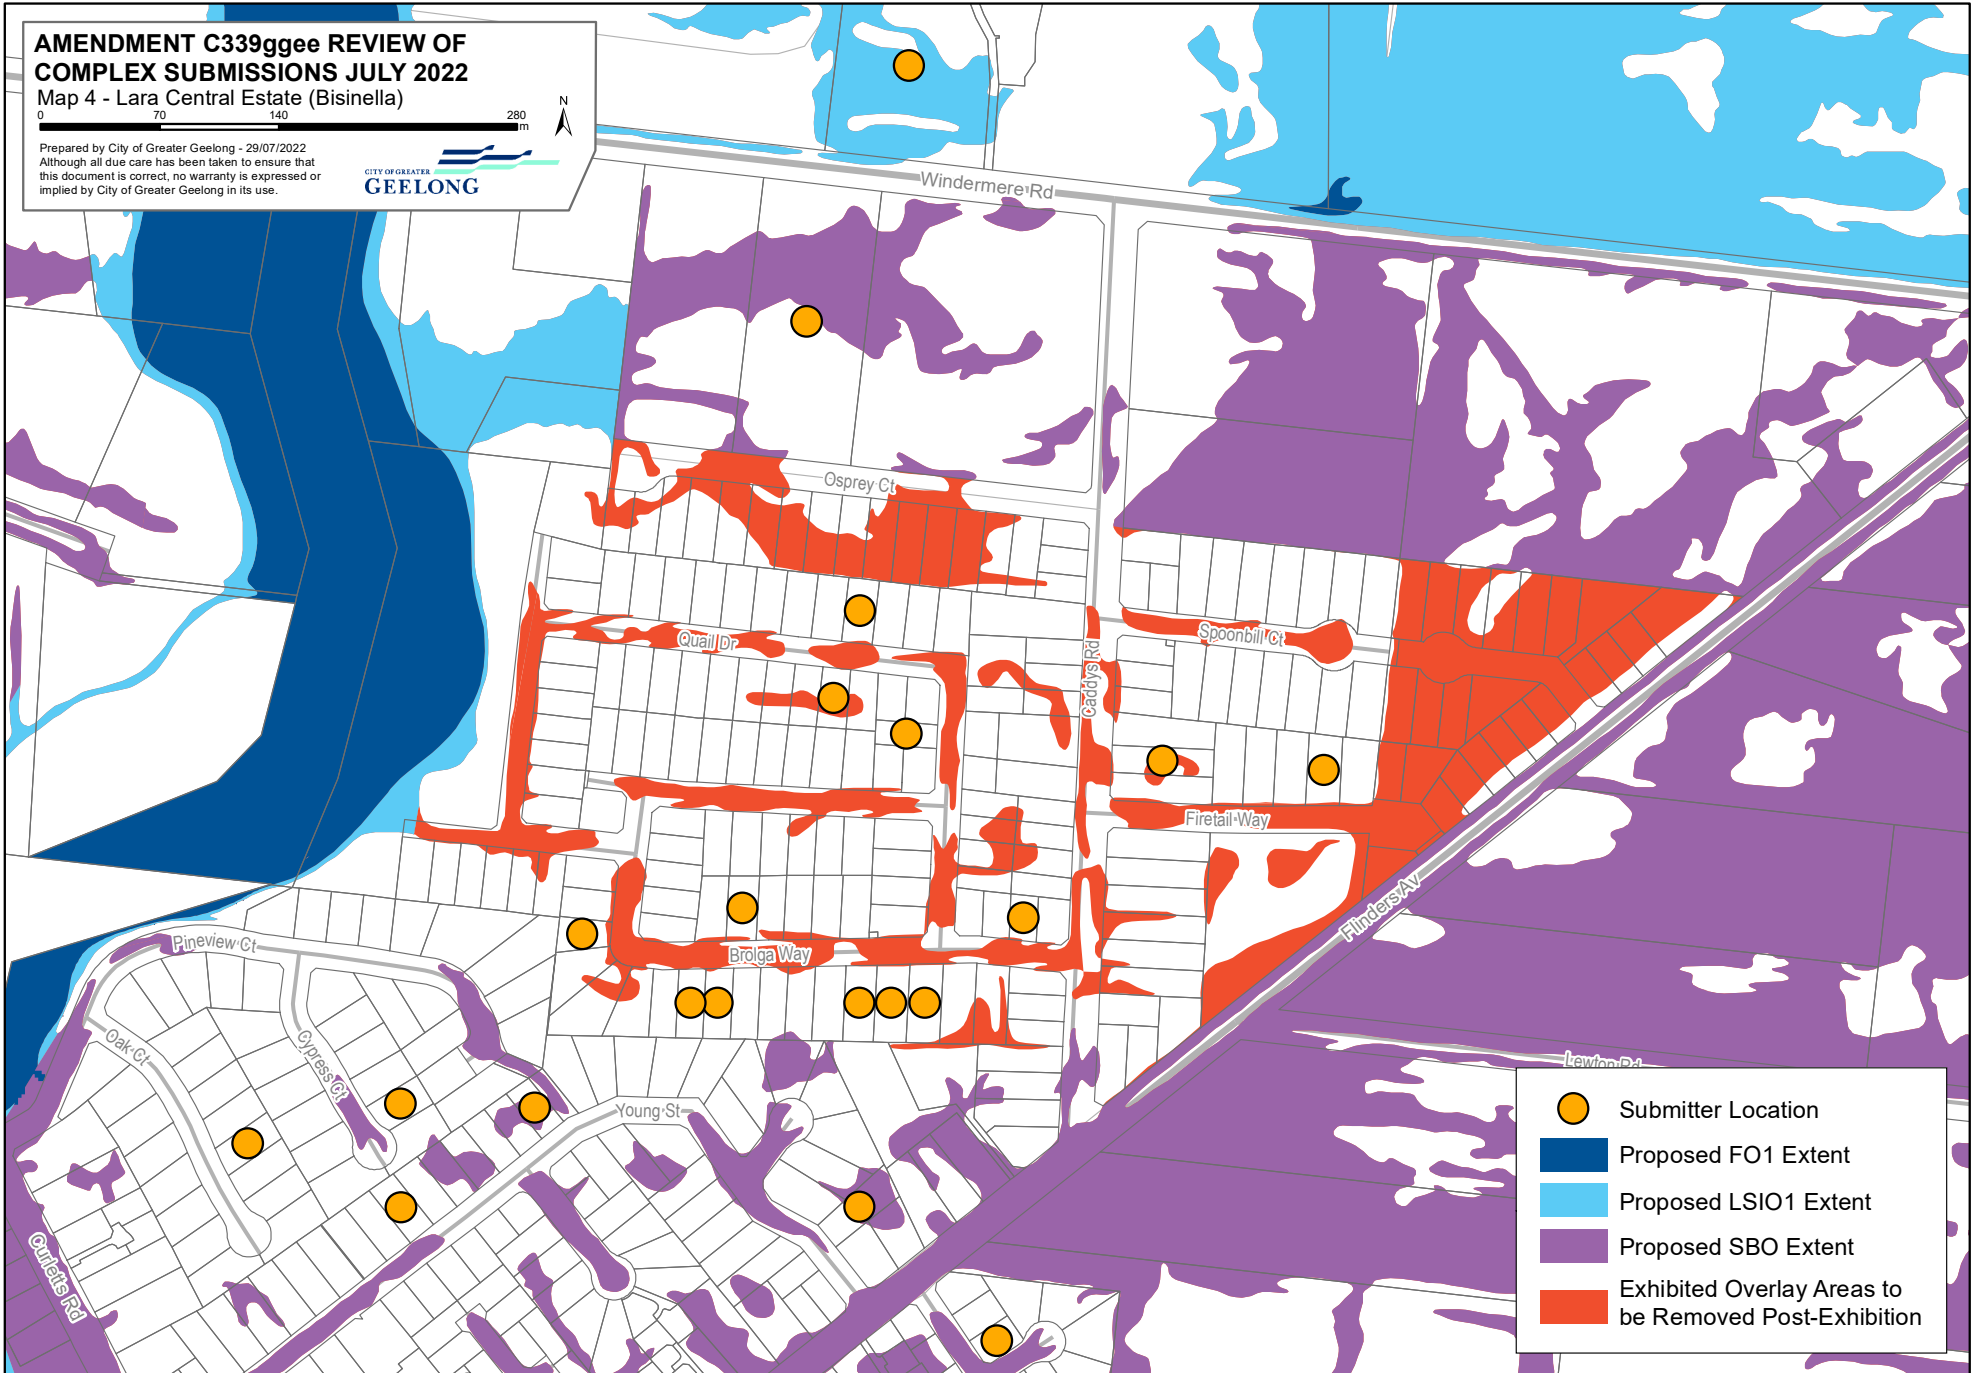 AMENDMENT C339ggee REVIEW OF
COMPLEX SUBMISSIONS JULY 2022
Map 4 - Lara Central Estate (Bisinella)
0 70 140 280
m
N
Prepared by City of Greater Geelong - 29/07/2022
Although all due care has been taken to ensure that
this document is correct, no warranty is expressed or
implied by City of Greater Geelong in its use.
CITY OF GREATER
GEELONG
Windermere Rd
Osprey Ct
Quail Dr
Spoonbill Ct
Caddys Rd
Firetail Way
Flinders Av
Brolga Way
Pineview Ct
Oak Ct
Cypress Ct
Young St
Curletts Rd
Lewton Rd
Submitter Location
Proposed FO1 Extent
Proposed LSIO1 Extent
Proposed SBO Extent
Exhibited Overlay Areas to
be Removed Post-Exhibition